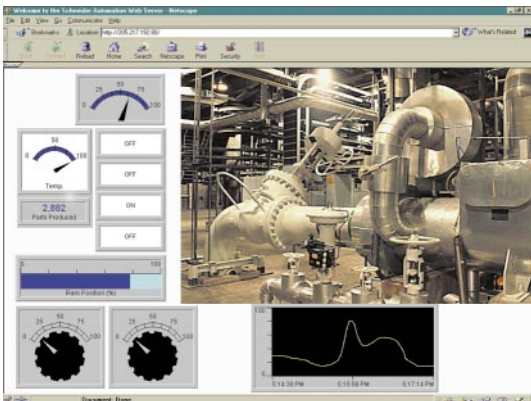 Welcome to the Schneider Automation Web Server - Netscape
File Edit View Go Communicator Help
Bookmarks Location http://205.217.192.80/ What's Related
Back Forward Reload Home Search Netscape Print Security Stop
0 25 50 75 100
0 50 100
Temp.
OFF
OFF
ON
OFF
2,882
Parts Produced
0 100
Ram Position (%)
0 25 50 75 100
0 25 50 75 100
100
0
5:14:38 PM 5:15:56 PM 5:17:14 PM
Document: Done